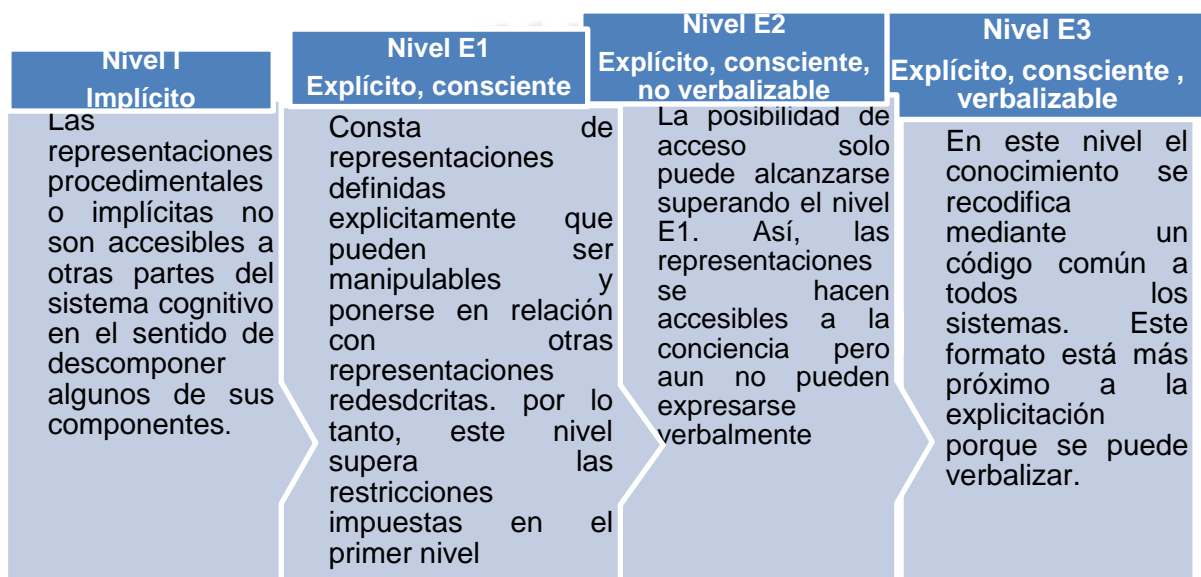 Nivel I
Implícito
Las
representaciones
procedimentales
o implícitas no
son accesibles a
otras partes del
sistema cognitivo
en el sentido de
descomponer
algunos de sus
componentes.
Nivel E1
Explícito, consciente
Consta de
representaciones
definidas
explicitamente que
pueden ser
manipulables y
ponerse en relación
con otras
representaciones
redesdcritas. por lo
tanto, este nivel
supera las
restricciones
impuestas en el
primer nivel
Nivel E2
Explícito, consciente,
no verbalizable
La posibilidad de
acceso solo
puede alcanzarse
superando el nivel
E1. Así, las
representaciones
se hacen
accesibles a la
conciencia pero
aun no pueden
expresarse
verbalmente
Nivel E3
Explícito, consciente ,
verbalizable
En este nivel el
conocimiento se
recodifica
mediante un
código común a
todos los
sistemas. Este
formato está más
próximo a la
explicitación
porque se puede
verbalizar.